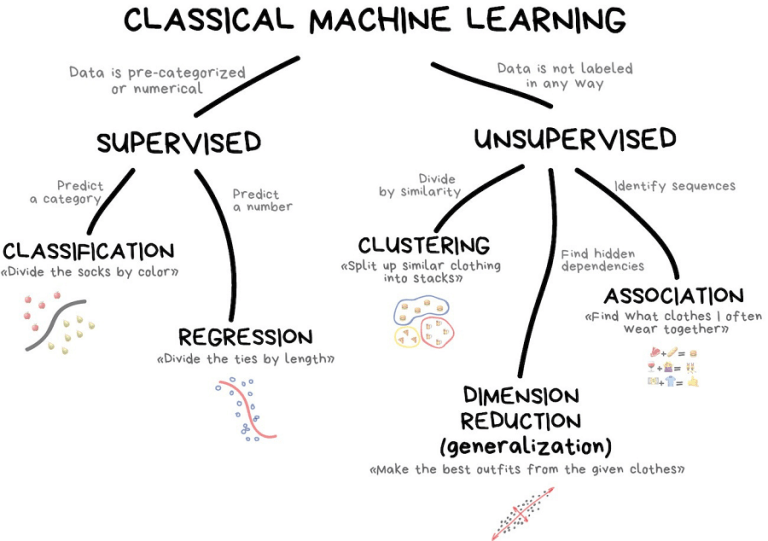 CLASSICAL MACHINE LEARNING
Data is pre-categorized
or numerical
Data is not labeled
in any way
SUPERVISED
UNSUPERVISED
Predict
a category
Predict
a number
Divide
by similarity
Identify sequences
Find hidden
dependencies
CLASSIFICATION
«Divide the socks by color»
CLUSTERING
«Split up similar clothing
into stacks»
ASSOCIATION
«Find what clothes I often
wear together»
REGRESSION
«Divide the ties by length»
DIMENSION
REDUCTION
(generalization)
«Make the best outfits from the given clothes»